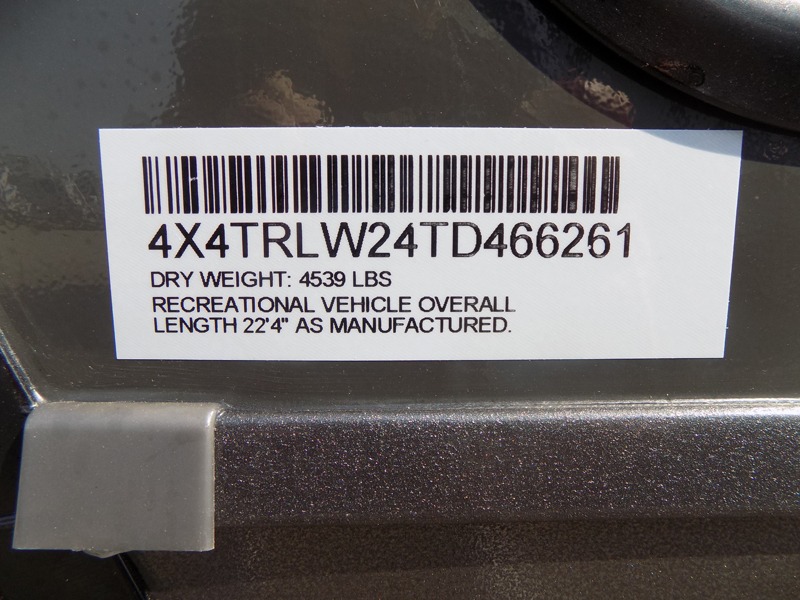 4X4TRLW24TD466261
DRY WEIGHT: 4539 LBS
RECREATIONAL VEHICLE OVERALL
LENGTH 22'4" AS MANUFACTURED.